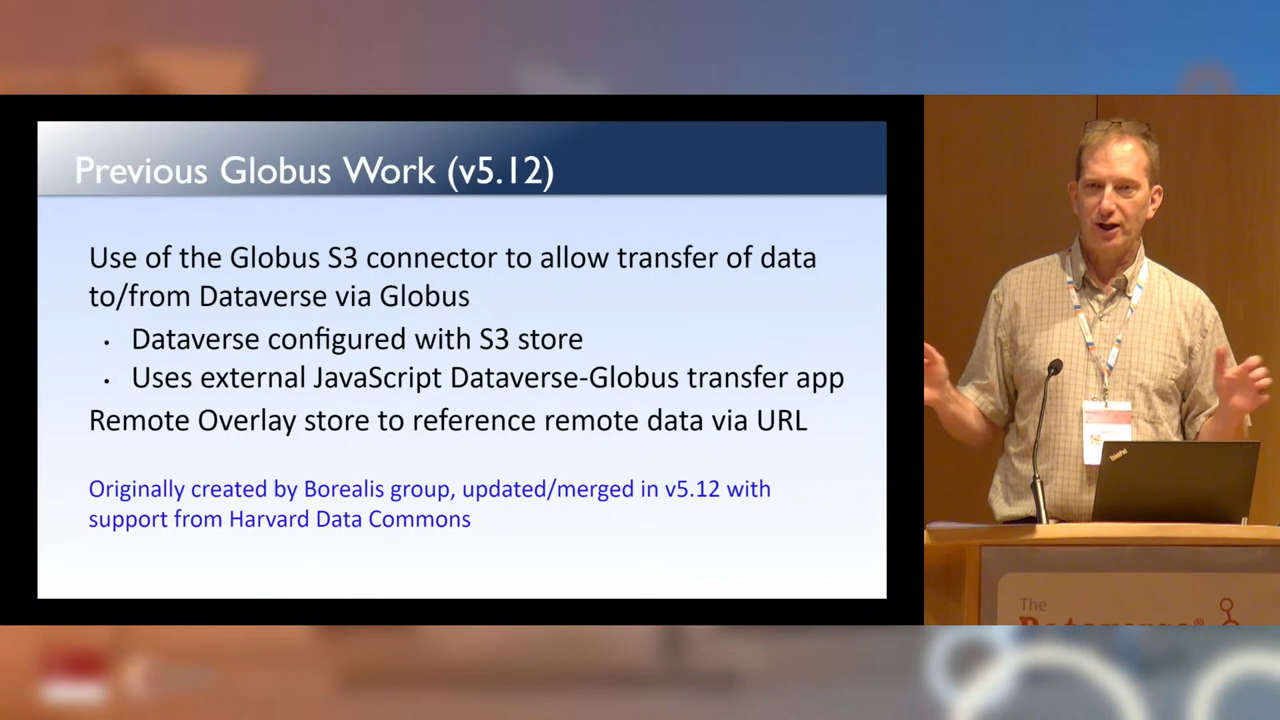 Previous Globus Work (v5.12)
Use of the Globus S3 connector to allow transfer of data
to/from Dataverse via Globus
• Dataverse configured with S3 store
• Uses external JavaScript Dataverse-Globus transfer app
Remote Overlay store to reference remote data via URL
Originally created by Borealis group, updated/merged in v5.12 with
support from Harvard Data Commons
ThinkPad
The
Dataverse®